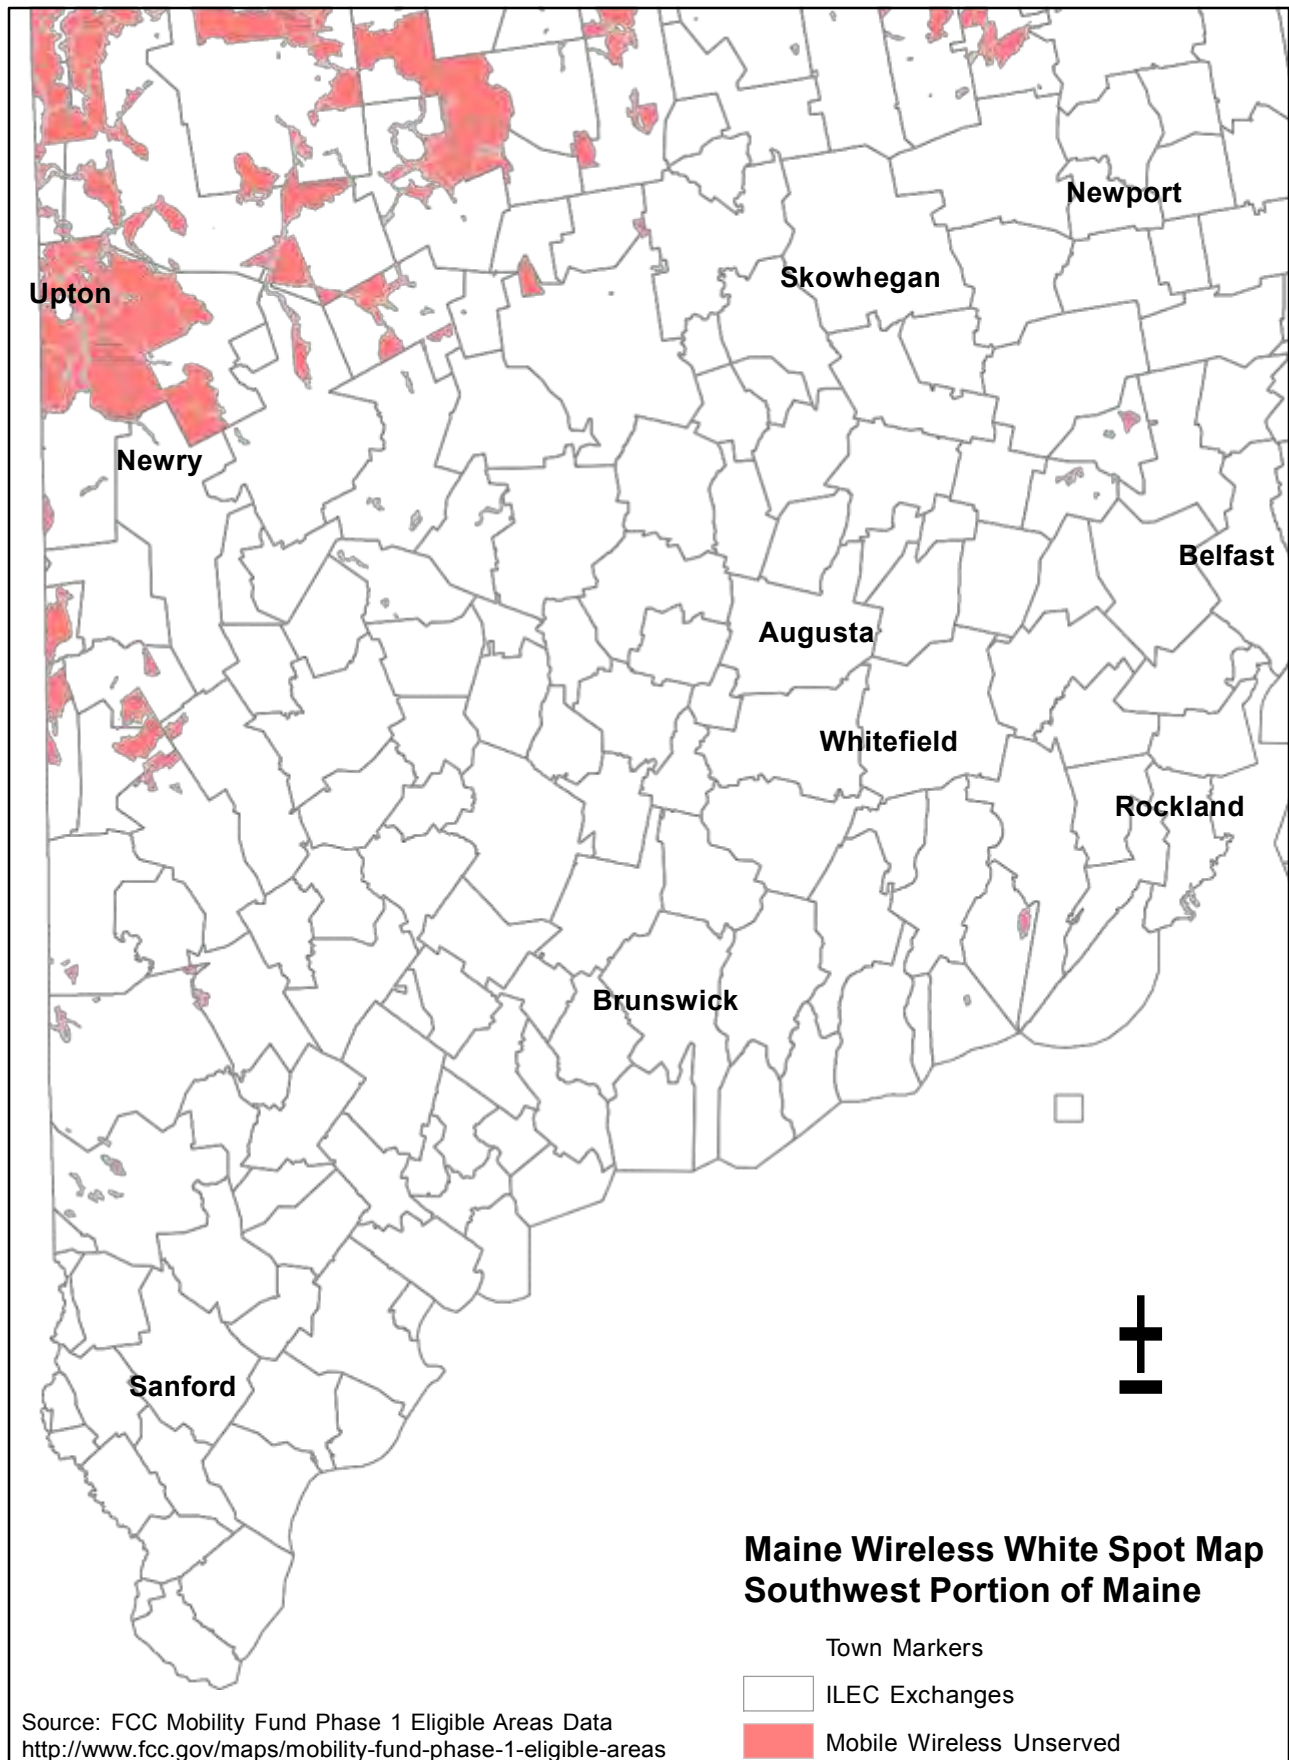 Newport
Skowhegan
Upton
Newry
Belfast
Augusta
Whitefield
Rockland
Brunswick
Sanford
Maine Wireless White Spot Map
Southwest Portion of Maine
Town Markers
ILEC Exchanges
Mobile Wireless Unserved
Source: FCC Mobility Fund Phase 1 Eligible Areas Data
http://www.fcc.gov/maps/mobility-fund-phase-1-eligible-areas